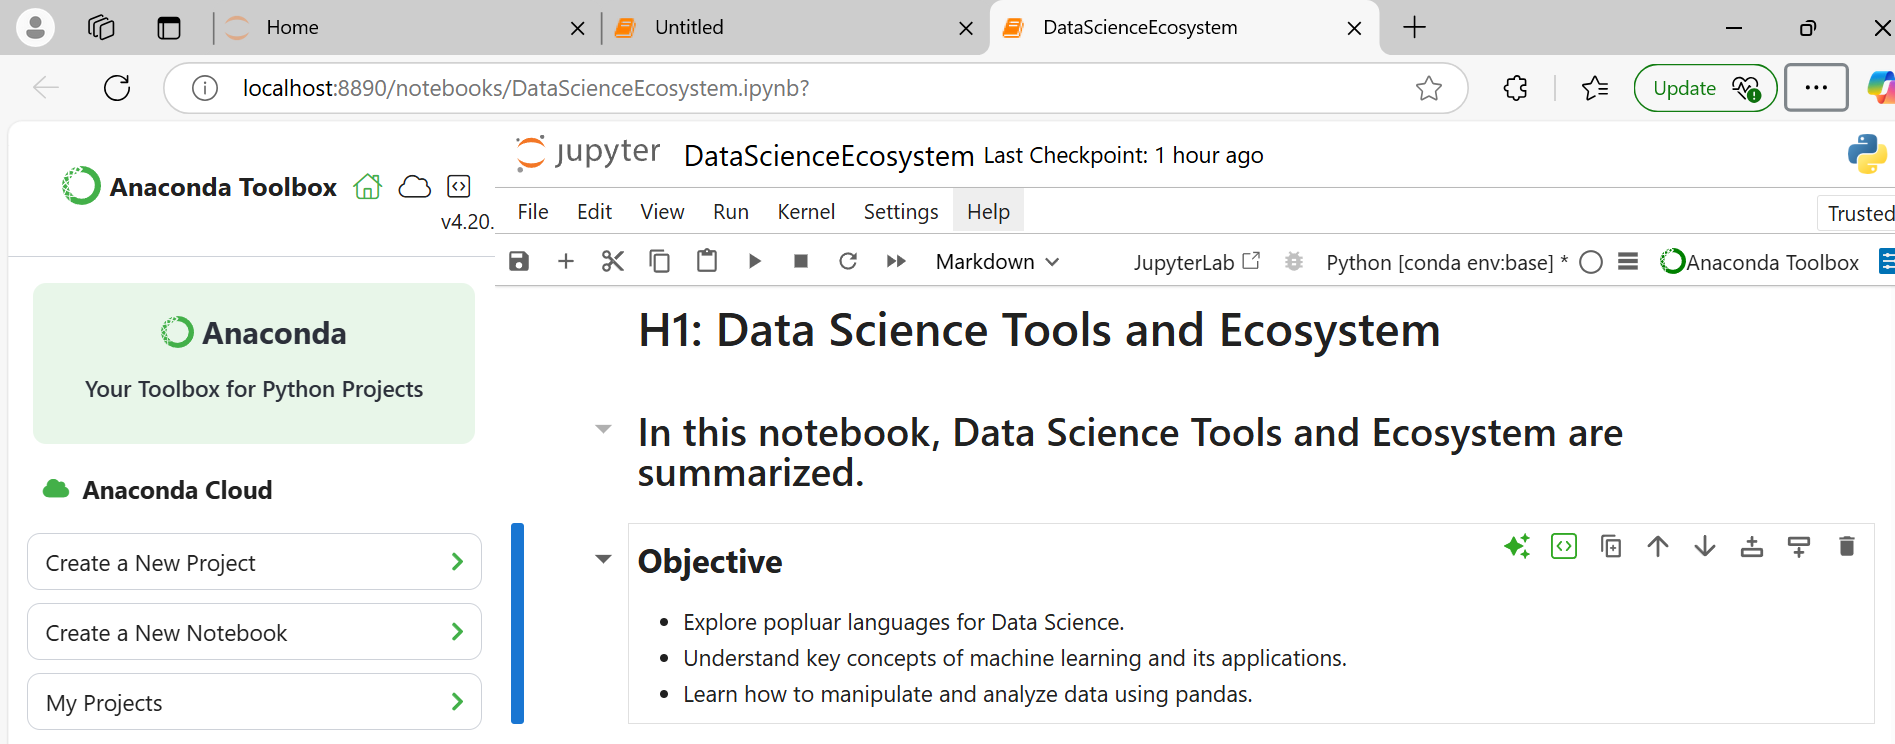 Home
Untitled
DataScienceEcosystem
localhost:8890/notebooks/DataScienceEcosystem.ipynb?
Update
Anaconda Toolbox
v4.20.
Anaconda
Your Toolbox for Python Projects
Anaconda Cloud
Create a New Project
Create a New Notebook
My Projects
jupyter DataScienceEcosystem Last Checkpoint: 1 hour ago
File Edit View Run Kernel Settings Help
Trusted
Markdown JupyterLab Python [conda env:base] * Anaconda Toolbox
H1: Data Science Tools and Ecosystem
In this notebook, Data Science Tools and Ecosystem are
summarized.
Objective
• Explore popluar languages for Data Science.
• Understand key concepts of machine learning and its applications.
• Learn how to manipulate and analyze data using pandas.